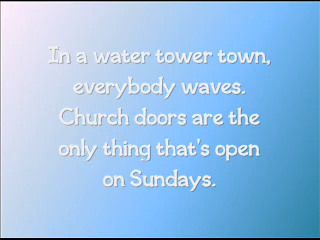 In a water tower town,
everybody waves.
Church doors are the
only thing that's open
on Sundays.